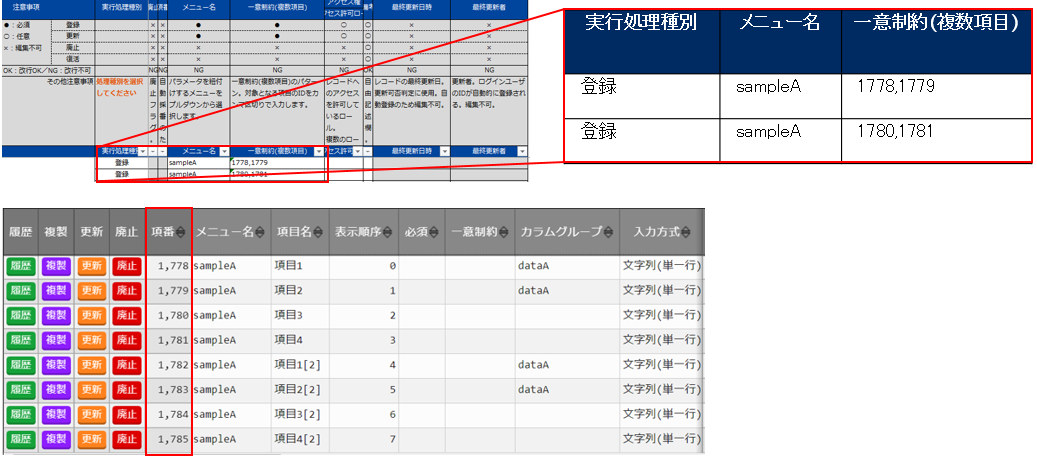 注意事項 実行処理種別 メニュー名 一意制約(複数項目) 最終更新日時 最終更新者
●：必須 登録 × × ● ● 〇 〇 × ×
〇：任意 更新 × × ● ● 〇 〇 × ×
×：編集不可 廃止 × × × × × 〇 × ×
復活 × × × × × 〇 × ×
OK：改行OK／NG：改行不可 NG NG NG NG NG OK NG NG
その他注意事項
処理種別を選択
してください
パラメータを紐付
けするメニューを
プルダウンから選
択します。
一意制約(複数項目)のパター
ン。対象となる項目のIDをカ
ンマ区切りで入力します。
レコードへ
のアクセス
を許可して
いるロー
ル。
複数のロー
自由記述欄
レコードの最終更新日。
更新可否判定に使用。自
動登録のため編集不可。
更新者。ログインユーザ
のIDが自動的に登録され
る。編集不可。
実行処理種別 メニュー名 一意制約(複数項目) 最終更新日時 最終更新者
登録 sampleA 1778,1779
登録 sampleA 1780,1781
実行処理種別 メニュー名 一意制約(複数項目)
登録 sampleA 1778,1779
登録 sampleA 1780,1781
履歴 複製 更新 廃止 項番 メニュー名 項目名 表示順序 必須 一意制約 カラムグループ 入力方式
履歴 複製 更新 廃止 1,778 sampleA 項目1 0 dataA 文字列(単一行)
履歴 複製 更新 廃止 1,779 sampleA 項目2 1 dataA 文字列(単一行)
履歴 複製 更新 廃止 1,780 sampleA 項目3 2 文字列(単一行)
履歴 複製 更新 廃止 1,781 sampleA 項目4 3 文字列(単一行)
履歴 複製 更新 廃止 1,782 sampleA 項目1[2] 4 dataA 文字列(単一行)
履歴 複製 更新 廃止 1,783 sampleA 項目2[2] 5 dataA 文字列(単一行)
履歴 複製 更新 廃止 1,784 sampleA 項目3[2] 6 文字列(単一行)
履歴 複製 更新 廃止 1,785 sampleA 項目4[2] 7 文字列(単一行)